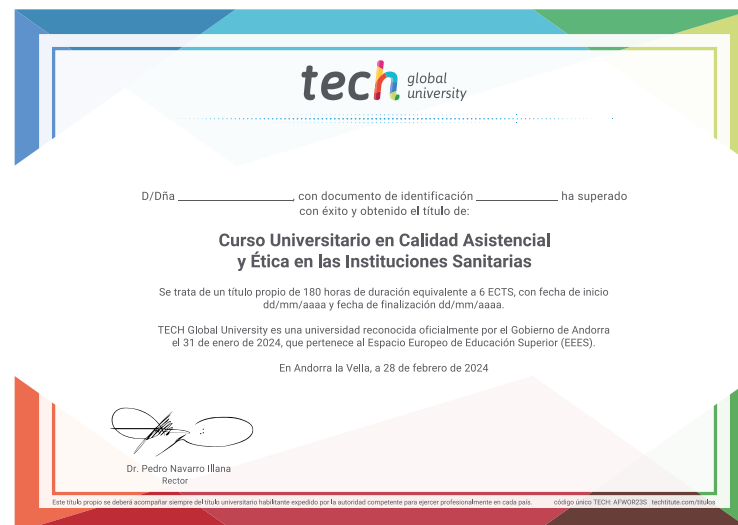 tech global university
D/Dña ____________, con documento de identificación ____________ ha superado
con éxito y obtenido el título de:
Curso Universitario en Calidad Asistencial
y Ética en las Instituciones Sanitarias
Se trata de un título propio de 180 horas de duración equivalente a 6 ECTS, con fecha de inicio
dd/mm/aaaa y fecha de finalización dd/mm/aaaa.
TECH Global University es una universidad reconocida oficialmente por el Gobierno de Andorra
el 31 de enero de 2024, que pertenece al Espacio Europeo de Educación Superior (EEES).
En Andorra la Vella, a 28 de febrero de 2024
Dr. Pedro Navarro Illana
Rector
Este título propio se deberá acompañar siempre del título universitario habilitante expedido por la autoridad competente para ejercer profesionalmente en cada país. código único TECH: AFWOR23S techtitute.com/titulos